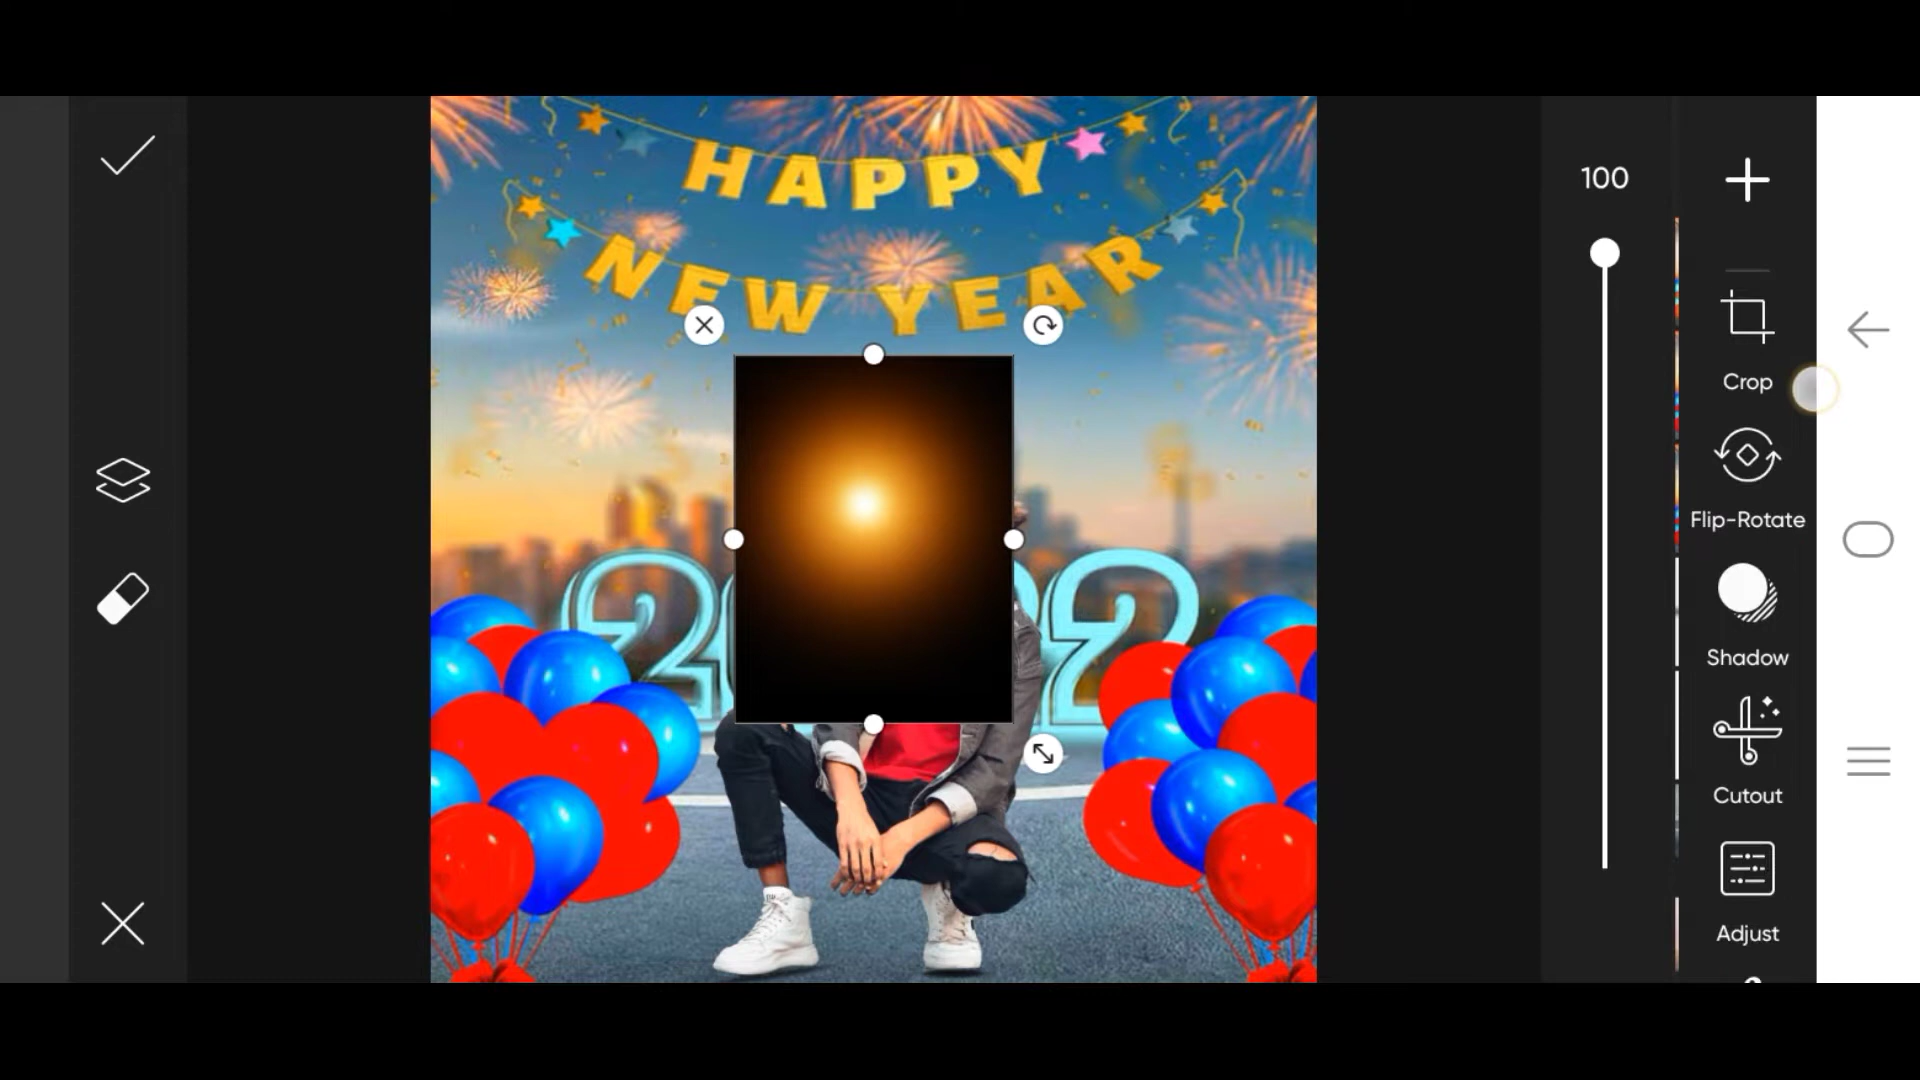 HAPPY
NEW YEAR
100
Crop
Flip-Rotate
Shadow
Cutout
Adjust